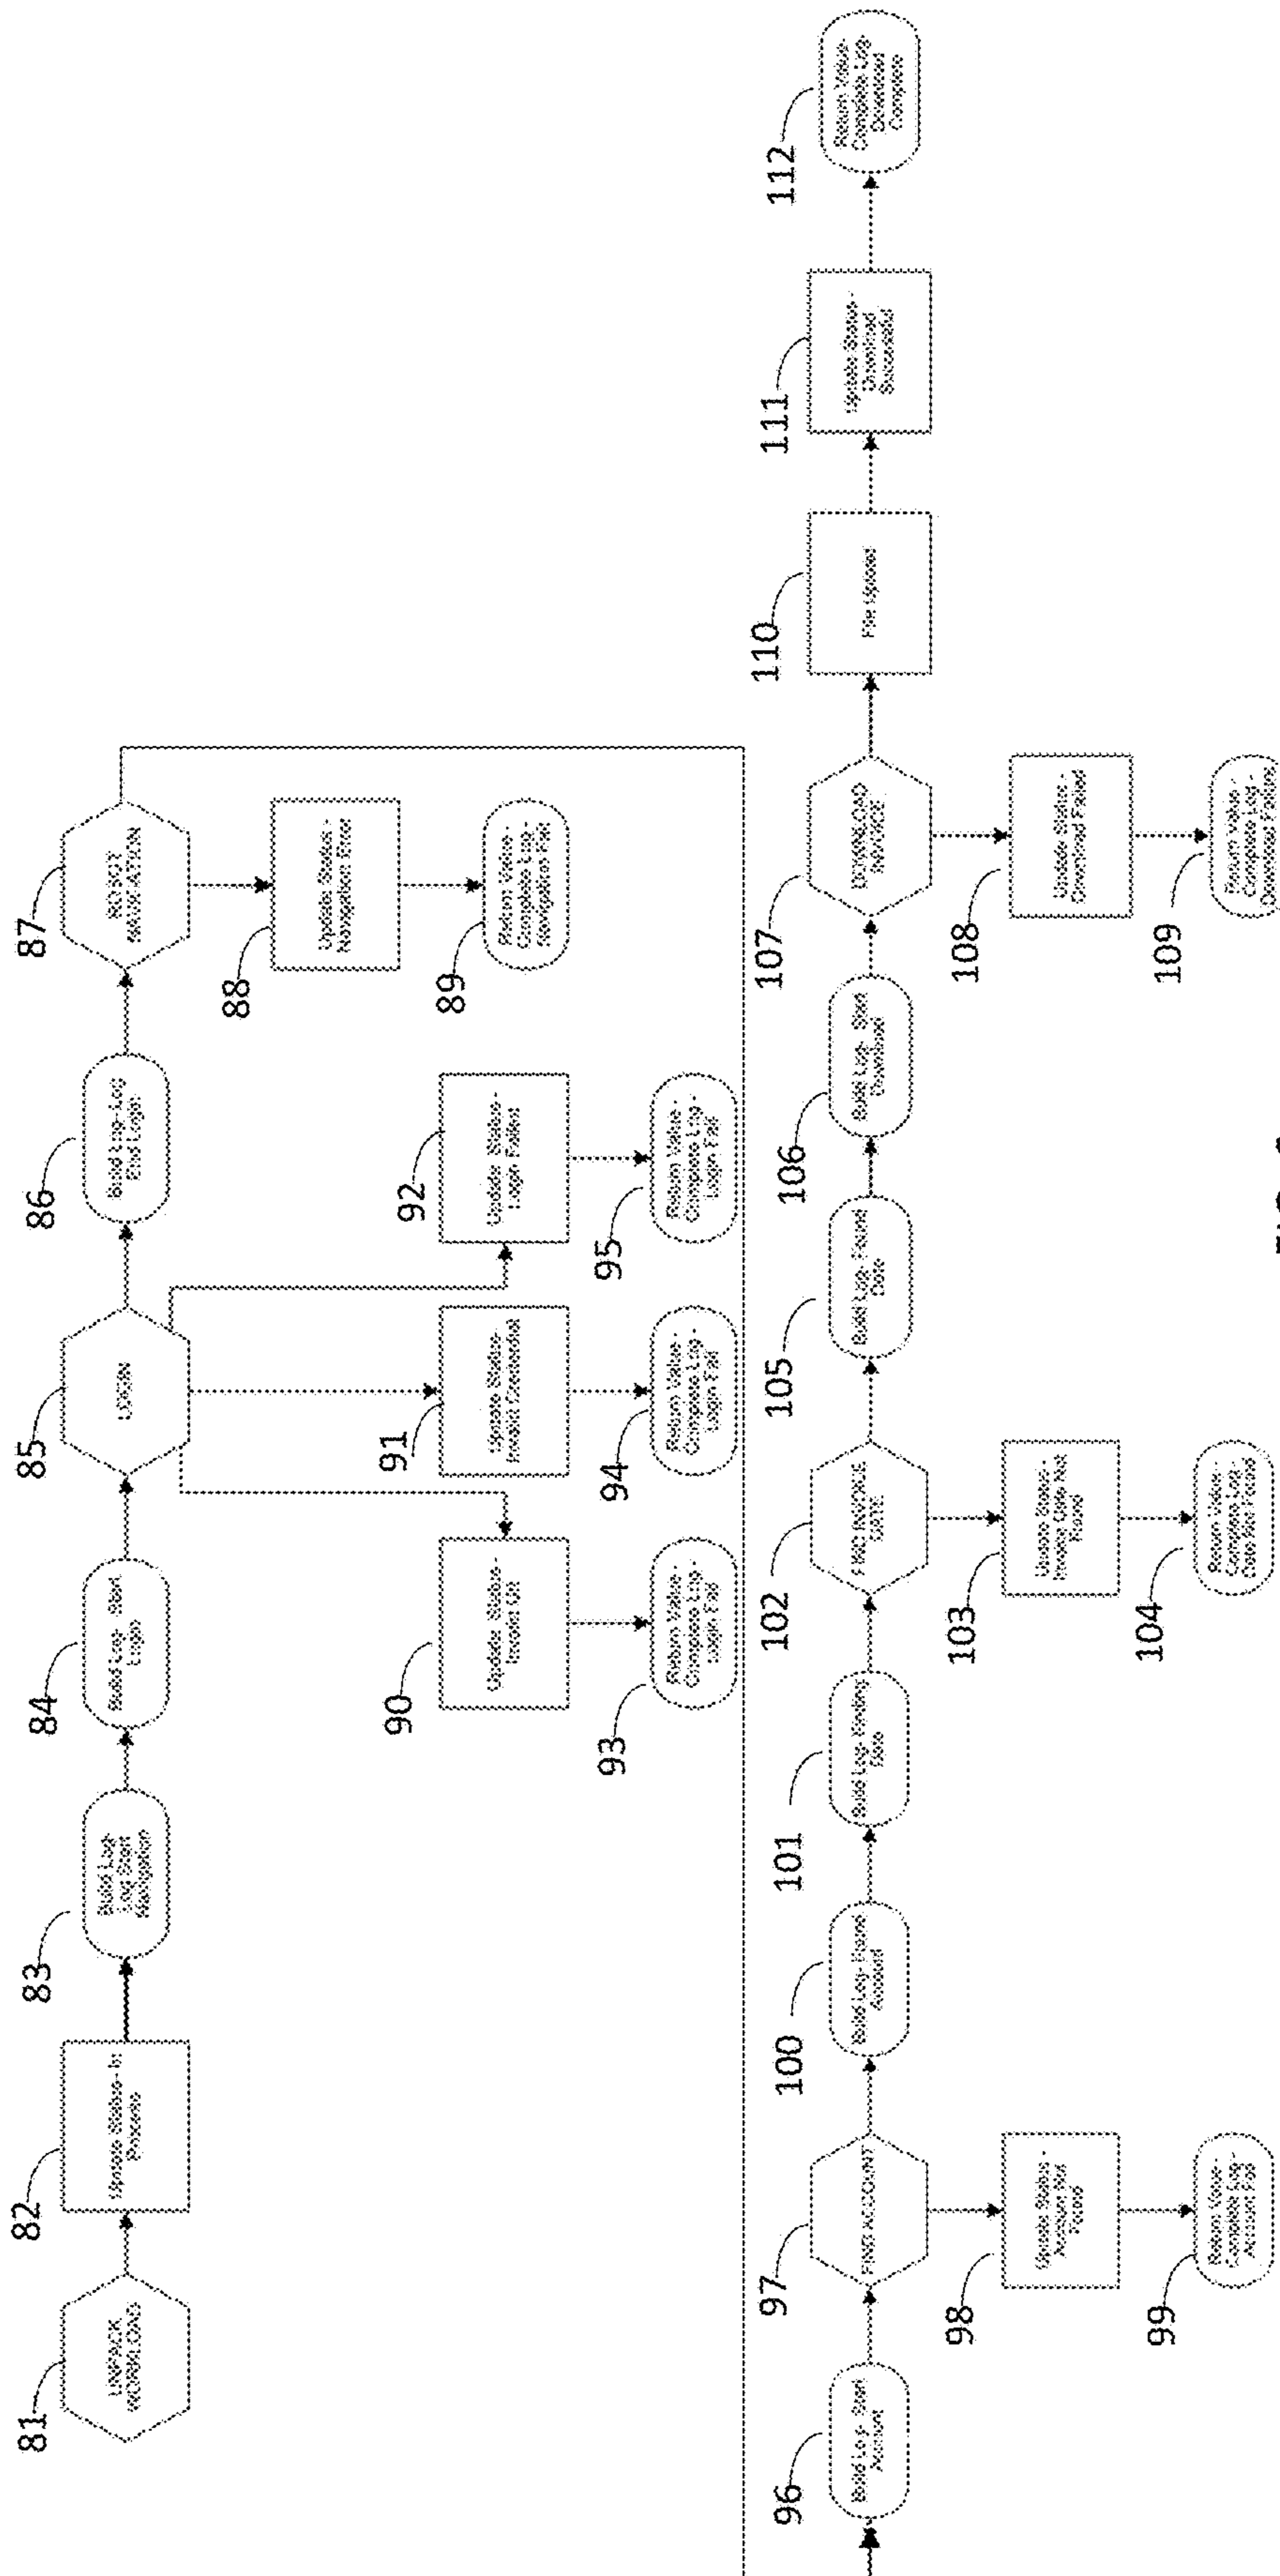 81
UNPACK
WORKLOAD
82
Update Status - In
Process
83
Build Log-
Log Start
Navigation
84
Build Log - Start
Login
85
LOGIN
86
Build Log-Log
End Login
87
NAVIGATION
88
Update Status -
Navigation Error
89
Return Value -
Complete Log -
Navigation Fail
90
Update Status -
Invalid
91
Update Status -
Invalid Credential
92
Update Status -
Login Failed
93
Return Value -
Complete Log -
Login Fail
94
Return Value -
Complete Log -
Login Fail
95
Return Value -
Complete Log -
Login Fail
96
Build Log - Start
Account
97
FIND ACCOUNT
98
Update Status -
Account Not
Found
99
Return Value -
Complete Log -
Account Fail
100
Build Log - Found
Account
101
Build Log - Finding
Date
102
FIND INVOICE
DATE
103
Update Status -
Invoice Date Not
Found
104
Return Value -
Complete Log -
Date Not Found
105
Build Log - Found
Date
106
Build Log - Start
Download
107
DOWNLOAD
INVOICE
108
Update Status -
Download Failed
109
Return Value -
Complete Log -
Download Failure
110
File Upload
111
Update Status -
Download
Successful
112
Return Value -
Complete Log -
Download
Complete